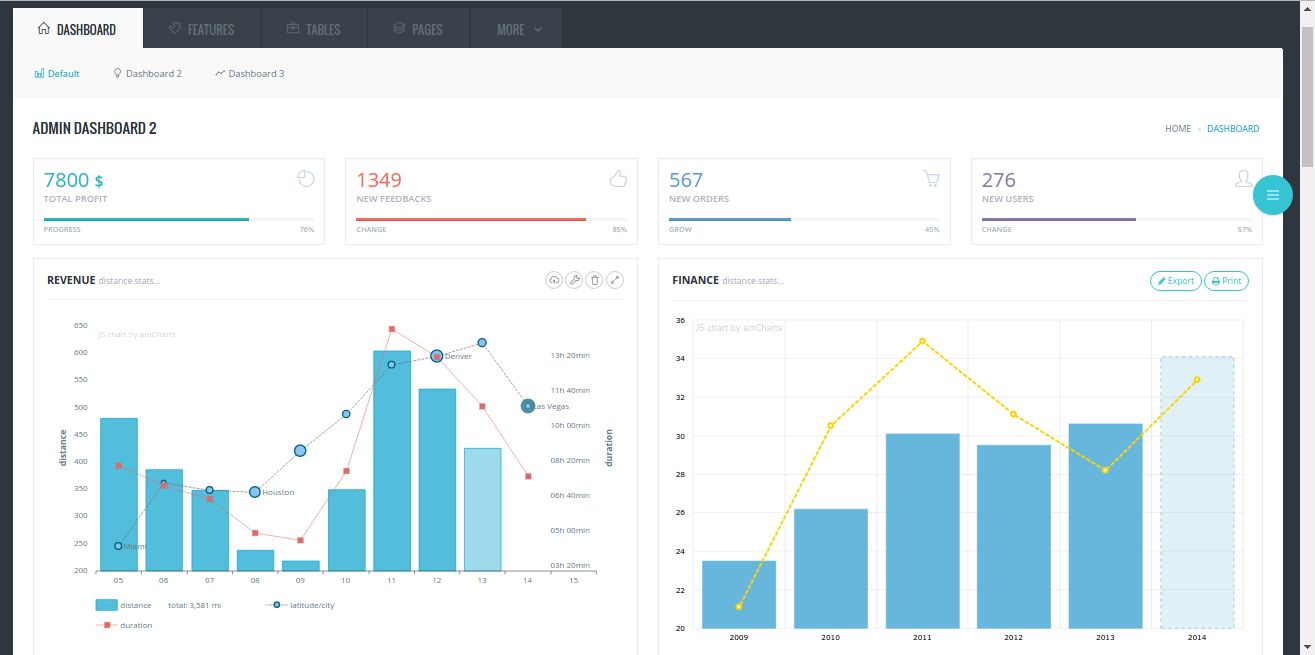 DASHBOARD FEATURES TABLES PAGES MORE
Default Dashboard 2 Dashboard 3
ADMIN DASHBOARD 2
HOME » DASHBOARD
7800 $
TOTAL PROFIT
PROGRESS 76%
1349
NEW FEEDBACKS
CHANGE 85%
567
NEW ORDERS
GROW 45%
276
NEW USERS
CHANGE 57%
REVENUE distance stats...
JS chart by amCharts
650
600
550
500
450
400
350
300
250
200
distance
13h 20min
11h 40min
10h 00min
08h 20min
06h 40min
05h 00min
03h 20min
duration
Miami
Houston
Denver
Las Vegas
05 06 07 08 09 10 11 12 13 14 15
distance total: 3,581 mi latitude/city
duration
FINANCE distance stats...
Export Print
JS chart by amCharts
36
34
32
30
28
26
24
22
20
2009 2010 2011 2012 2013 2014